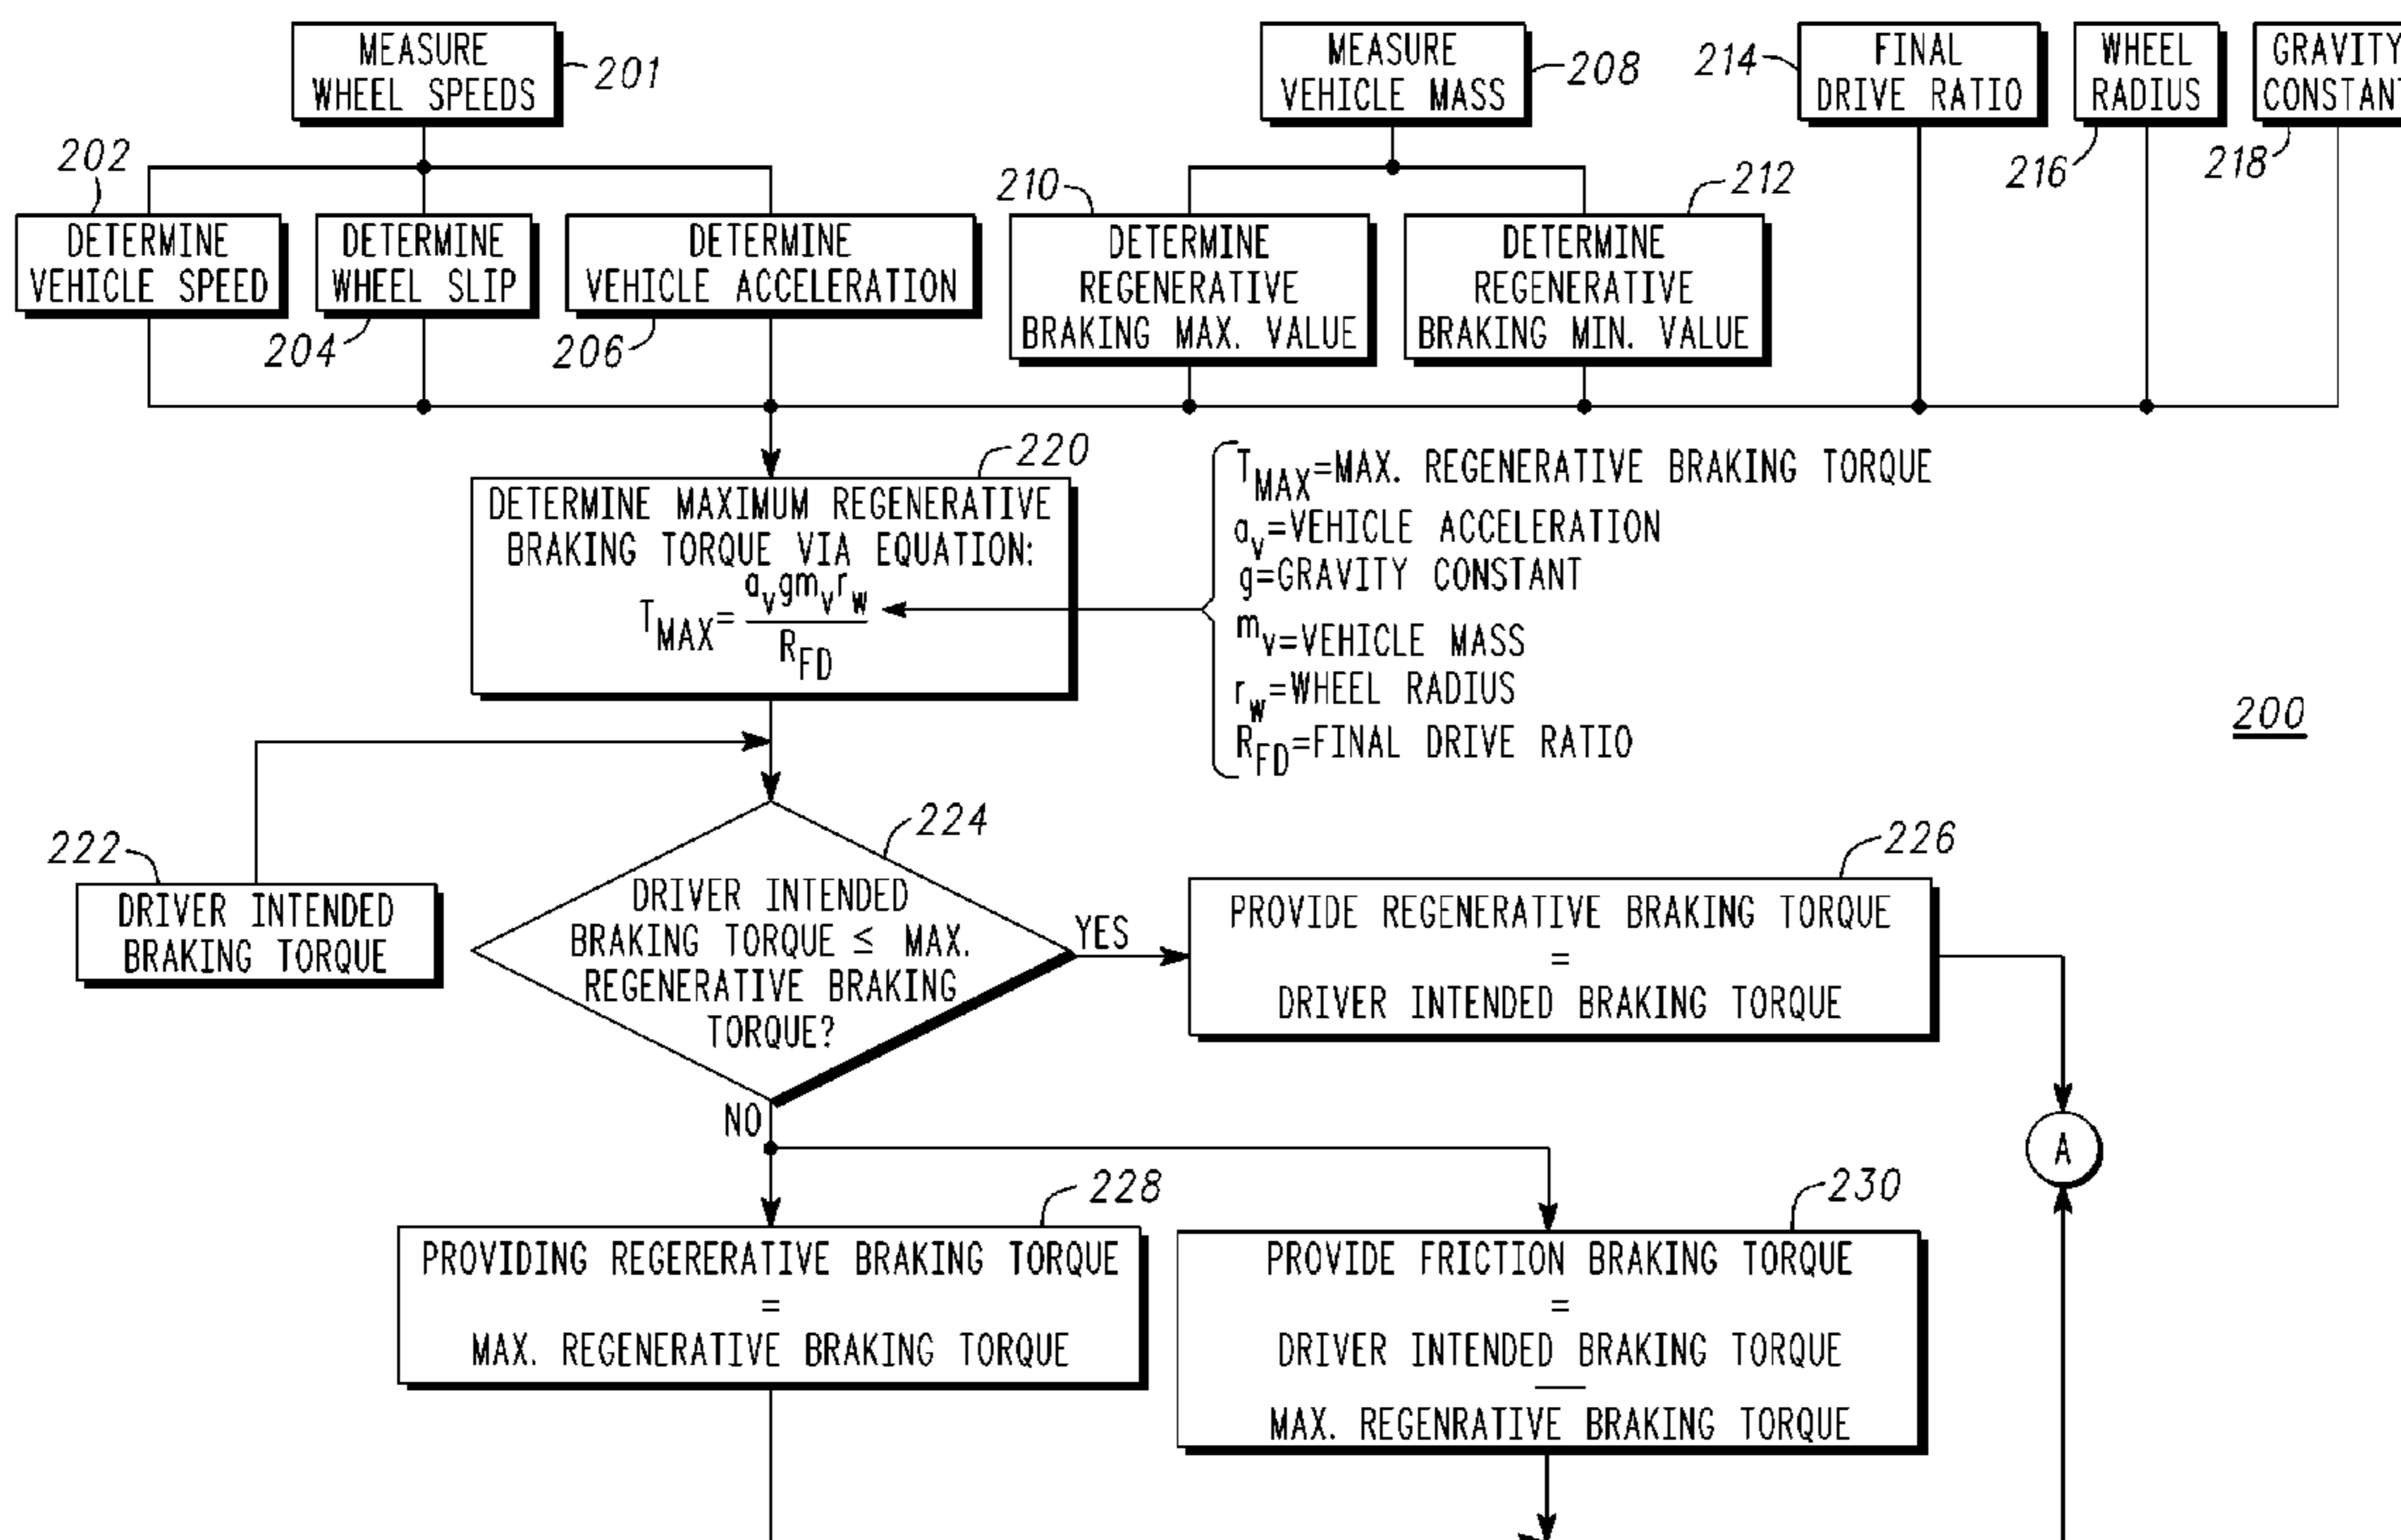 MEASURE
WHEEL SPEEDS
201
MEASURE
VEHICLE MASS
208
214
FINAL
DRIVE RATIO
WHEEL
RADIUS
216
GRAVITY
CONSTANT
218
202
DETERMINE
VEHICLE SPEED
DETERMINE
WHEEL SLIP
204
DETERMINE
VEHICLE ACCELERATION
206
210
DETERMINE
REGENERATIVE
BRAKING MAX. VALUE
212
DETERMINE
REGENERATIVE
BRAKING MIN. VALUE
220
DETERMINE MAXIMUM REGENERATIVE
BRAKING TORQUE VIA EQUATION:
T_MAX = a_v g m_v r_w / R_FD
T_MAX=MAX. REGENERATIVE BRAKING TORQUE
a_v=VEHICLE ACCELERATION
g=GRAVITY CONSTANT
m_v=VEHICLE MASS
r_w=WHEEL RADIUS
R_FD=FINAL DRIVE RATIO
200
222
DRIVER INTENDED
BRAKING TORQUE
224
DRIVER INTENDED
BRAKING TORQUE ≤ MAX.
REGENERATIVE BRAKING
TORQUE?
YES
NO
226
PROVIDE REGENERATIVE BRAKING TORQUE
=
DRIVER INTENDED BRAKING TORQUE
A
228
PROVIDING REGERERATIVE BRAKING TORQUE
=
MAX. REGENERATIVE BRAKING TORQUE
230
PROVIDE FRICTION BRAKING TORQUE
=
DRIVER INTENDED BRAKING TORQUE
—
MAX. REGENRATIVE BRAKING TORQUE